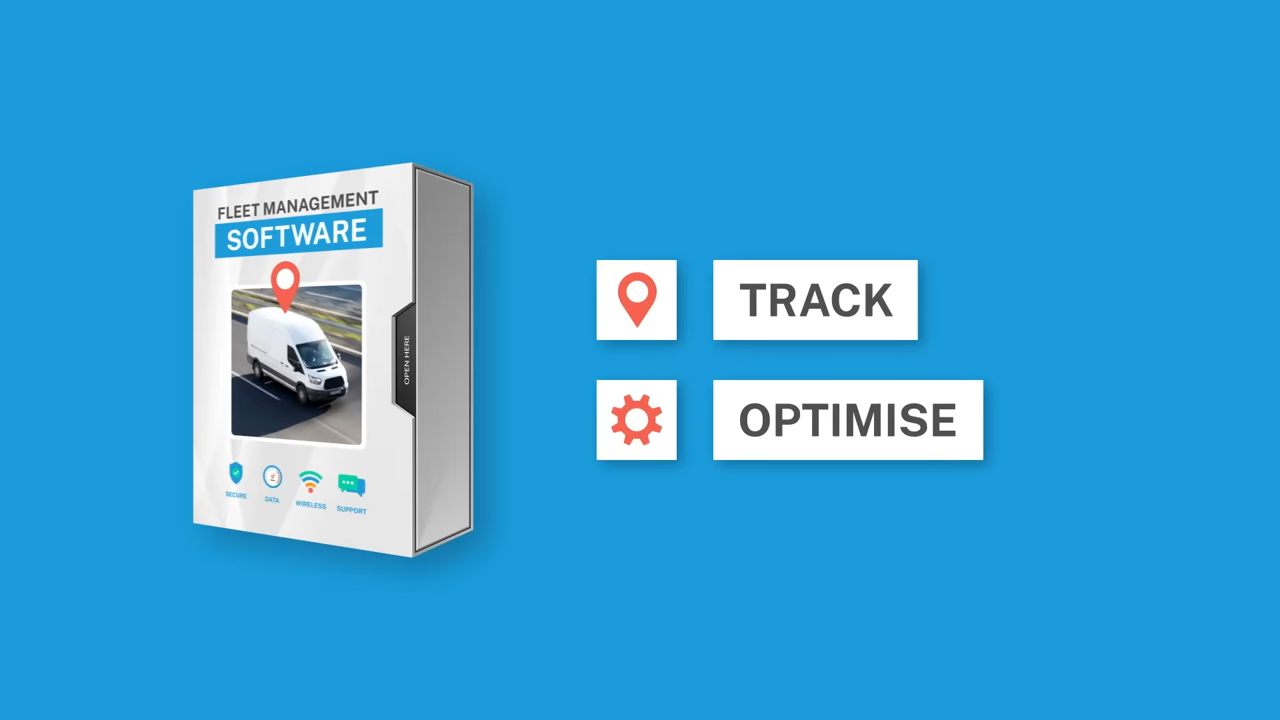 FLEET MANAGEMENT
SOFTWARE
OPEN HERE
SECURE
DATA
WIRELESS
SUPPORT
TRACK
OPTIMISE